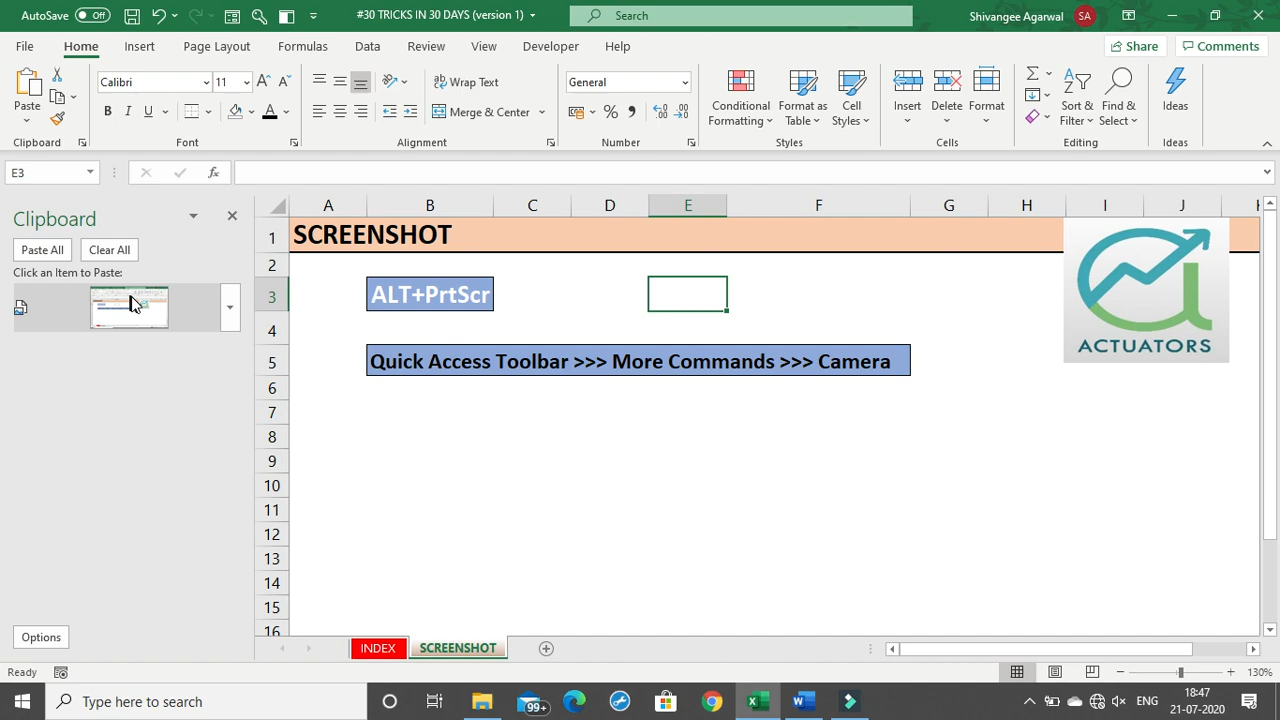 AutoSave Off #30 TRICKS IN 30 DAYS (version 1) Search Shivangee Agarwal SA
File Home Insert Page Layout Formulas Data Review View Developer Help Share Comments
Paste Calibri 11 Wrap Text General Conditional Formatting Format as Table Cell Styles Insert Delete Format Sort & Filter Find & Select Ideas
B I U Merge & Center %
Clipboard Font Alignment Number Styles Cells Editing Ideas
E3 fx
Clipboard
Paste All Clear All
Click an Item to Paste:
Options
A B C D E F G H I J
1 SCREENSHOT
2
3 ALT+PrtScr
4
5 Quick Access Toolbar >>> More Commands >>> Camera
6
7
8
9
10
11
12
13
14
15
16
ACTUATORS
INDEX SCREENSHOT
Ready 130%
Type here to search 99+ ENG 18:47
21-07-2020